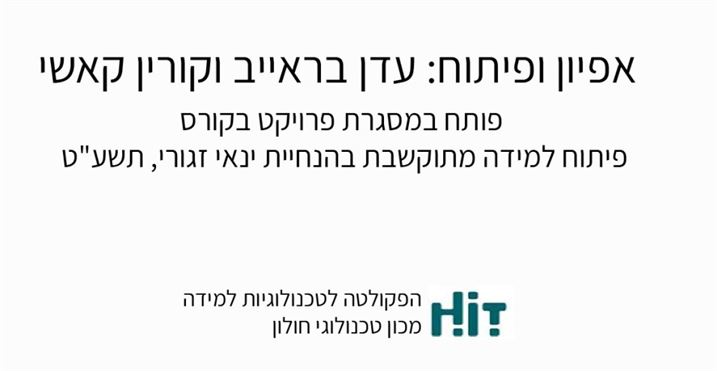 אפיון ופיתוח: עדן בראייב וקורין קאשי
פותח במסגרת פרויקט בקורס
פיתוח למידה מתוקשבת בהנחיית ינאי זגורי, תשע"ט
הפקולטה לטכנולוגיות למידה
מכון טכנולוגי חולון
HiT